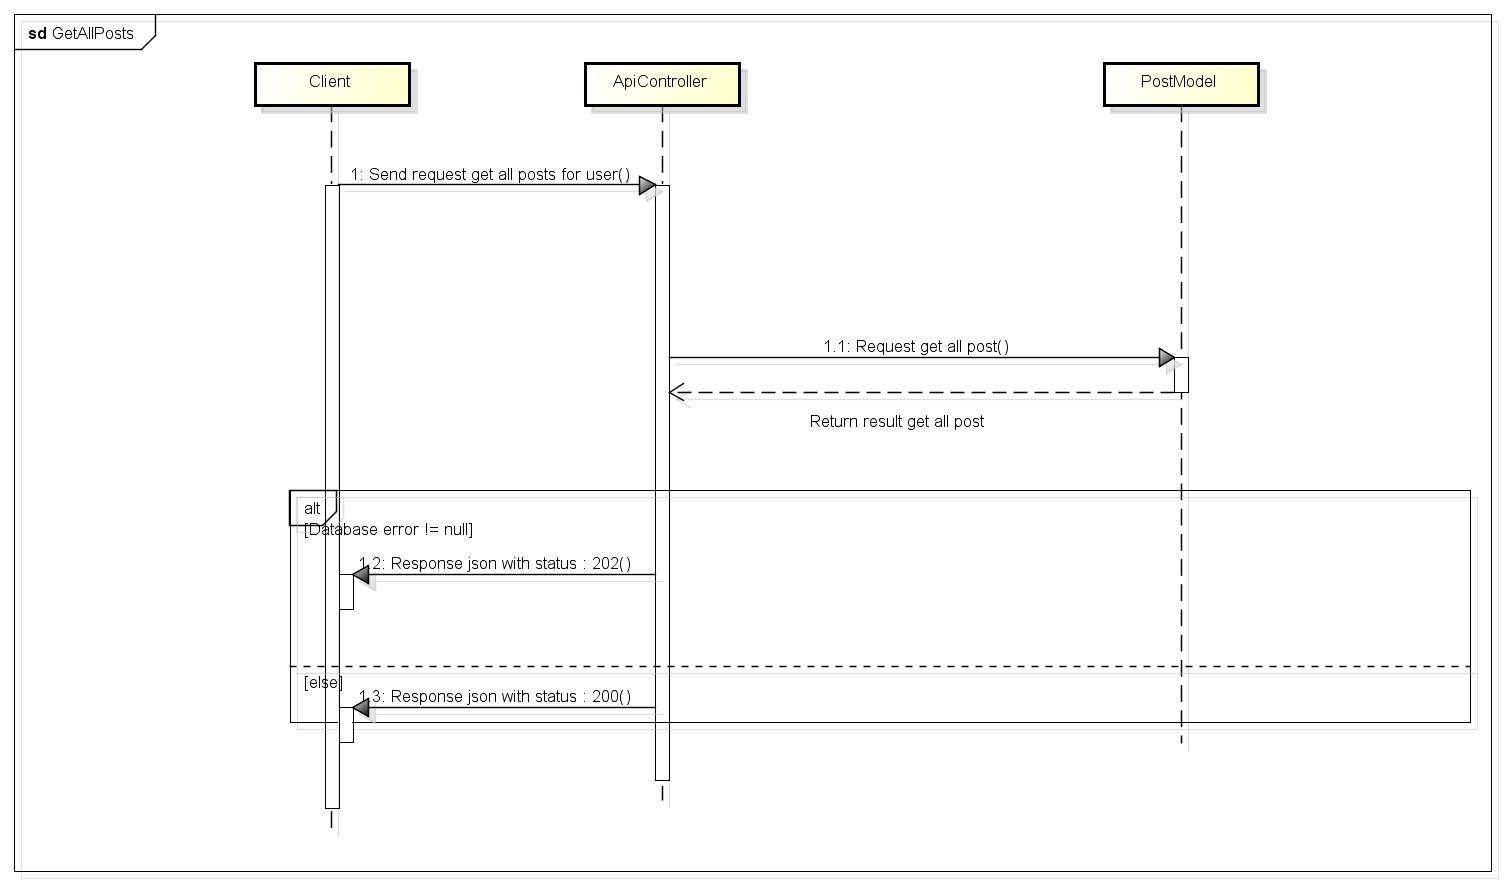 sd GetAllPosts
Client
ApiController
PostModel
1: Send request get all posts for user()
1.1: Request get all post()
Return result get all post
alt
[Database error != null]
1.2: Response json with status : 202()
[else]
1.3: Response json with status : 200()